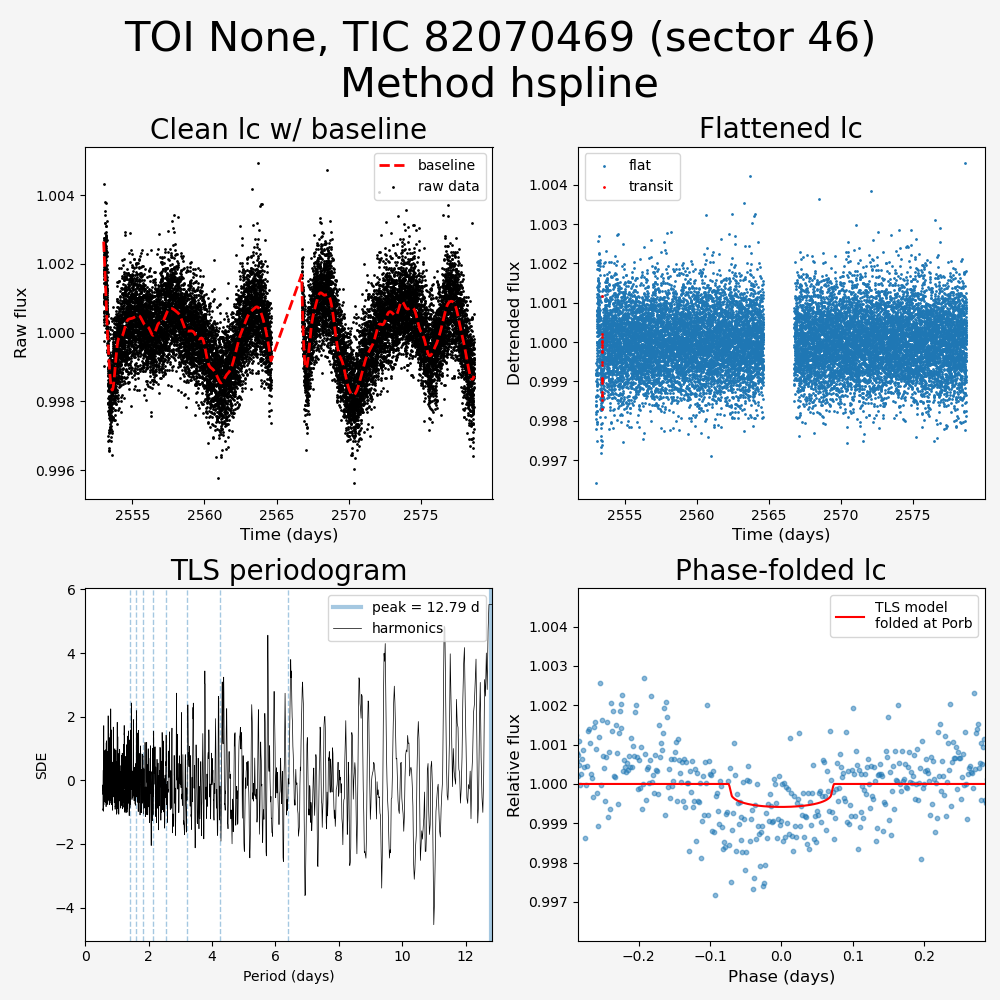 TOI None, TIC 82070469 (sector 46)
Method hspline
Clean lc w/ baseline
Flattened lc
baseline
raw data
flat
transit
1.004
1.002
1.000
0.998
0.996
Raw flux
2555
2560
2565
2570
2575
Time (days)
1.004
1.003
1.002
1.001
1.000
0.999
0.998
0.997
Detrended flux
2555
2560
2565
2570
2575
Time (days)
TLS periodogram
Phase-folded lc
peak = 12.79 d
harmonics
TLS model
folded at Porb
6
4
2
0
−2
−4
SDE
0
2
4
6
8
10
12
Period (days)
1.004
1.003
1.002
1.001
1.000
0.999
0.998
0.997
Relative flux
−0.2
−0.1
0.0
0.1
0.2
Phase (days)